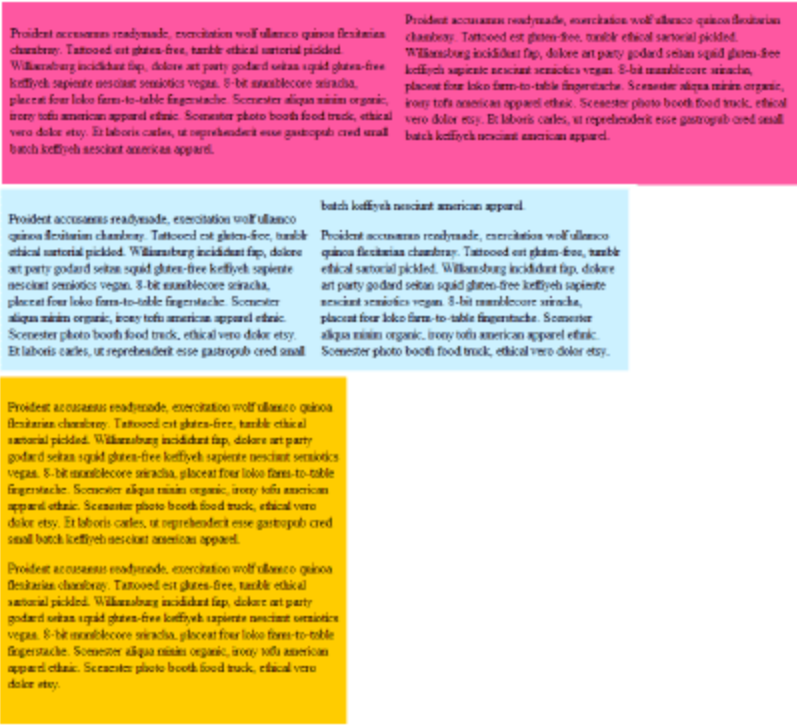 Proident accusamus readymade, exercitation wolf ullamco quinoa flexitarian
chambray. Tattooed est gluten-free, tumblr ethical sartorial pickled.
Williamsburg incididunt fap, dolore art party godard seitan squid gluten-free
keffiyeh sapiente nesciunt semiotics vegan. 8-bit mumblecore sriracha,
placeat four loko farm-to-table fingerstache. Scenester aliqua minim organic,
irony tofu american apparel ethnic. Scenester photo booth food truck, ethical
vero dolor etsy. Et laboris carles, ut reprehenderit esse gastropub cred small
batch keffiyeh nesciunt american apparel.
Proident accusamus readymade, exercitation wolf ullamco quinoa flexitarian
chambray. Tattooed est gluten-free, tumblr ethical sartorial pickled.
Williamsburg incididunt fap, dolore art party godard seitan squid gluten-free
keffiyeh sapiente nesciunt semiotics vegan. 8-bit mumblecore sriracha,
placeat four loko farm-to-table fingerstache. Scenester aliqua minim organic,
irony tofu american apparel ethnic. Scenester photo booth food truck, ethical
vero dolor etsy. Et laboris carles, ut reprehenderit esse gastropub cred small
batch keffiyeh nesciunt american apparel.
Proident accusamus readymade, exercitation wolf ullamco
quinoa flexitarian chambray. Tattooed est gluten-free, tumblr
ethical sartorial pickled. Williamsburg incididunt fap, dolore
art party godard seitan squid gluten-free keffiyeh sapiente
nesciunt semiotics vegan. 8-bit mumblecore sriracha,
placeat four loko farm-to-table fingerstache. Scenester
aliqua minim organic, irony tofu american apparel ethnic.
Scenester photo booth food truck, ethical vero dolor etsy.
Et laboris carles, ut reprehenderit esse gastropub cred small
batch keffiyeh nesciunt american apparel.
Proident accusamus readymade, exercitation wolf ullamco
quinoa flexitarian chambray. Tattooed est gluten-free, tumblr
ethical sartorial pickled. Williamsburg incididunt fap, dolore
art party godard seitan squid gluten-free keffiyeh sapiente
nesciunt semiotics vegan. 8-bit mumblecore sriracha,
placeat four loko farm-to-table fingerstache. Scenester
aliqua minim organic, irony tofu american apparel ethnic.
Scenester photo booth food truck, ethical vero dolor etsy.
Proident accusamus readymade, exercitation wolf ullamco quinoa
flexitarian chambray. Tattooed est gluten-free, tumblr ethical
sartorial pickled. Williamsburg incididunt fap, dolore art party
godard seitan squid gluten-free keffiyeh sapiente nesciunt semiotics
vegan. 8-bit mumblecore sriracha, placeat four loko farm-to-table
fingerstache. Scenester aliqua minim organic, irony tofu american
apparel ethnic. Scenester photo booth food truck, ethical vero
dolor etsy. Et laboris carles, ut reprehenderit esse gastropub cred
small batch keffiyeh nesciunt american apparel.
Proident accusamus readymade, exercitation wolf ullamco quinoa
flexitarian chambray. Tattooed est gluten-free, tumblr ethical
sartorial pickled. Williamsburg incididunt fap, dolore art party
godard seitan squid gluten-free keffiyeh sapiente nesciunt semiotics
vegan. 8-bit mumblecore sriracha, placeat four loko farm-to-table
fingerstache. Scenester aliqua minim organic, irony tofu american
apparel ethnic. Scenester photo booth food truck, ethical vero
dolor etsy.